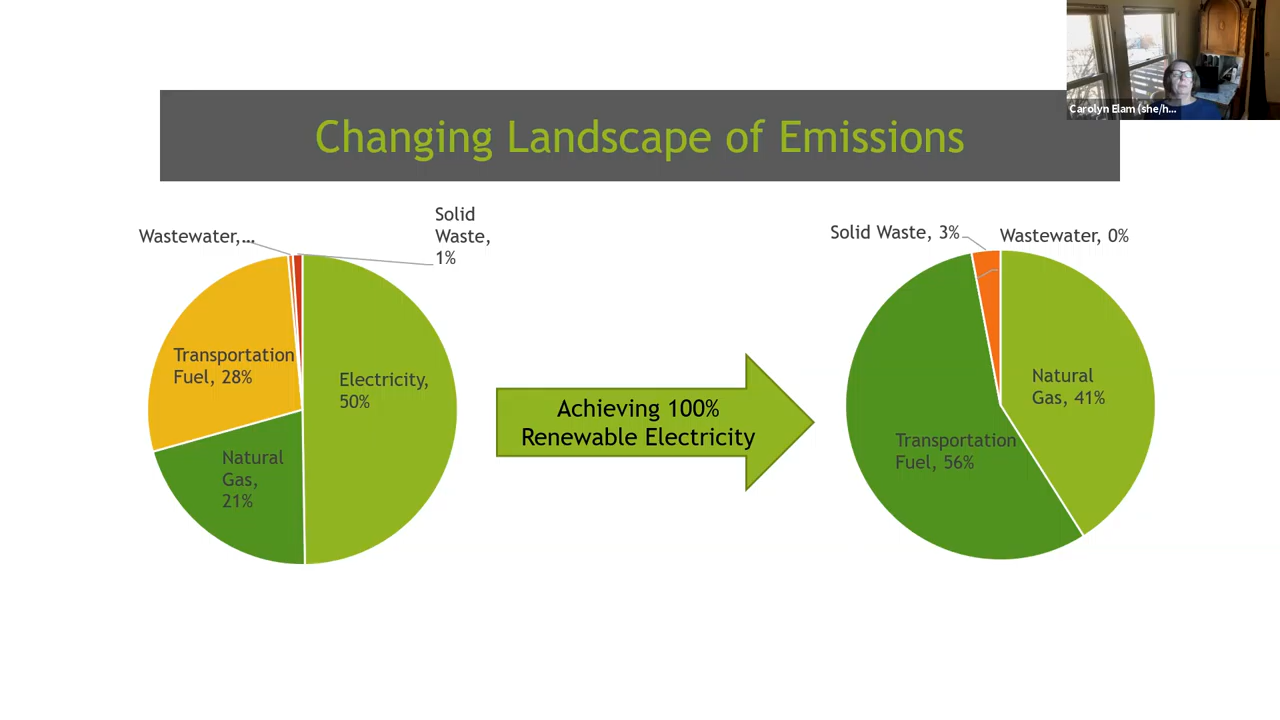 Carolyn Elam (she/h...
Changing Landscape of Emissions
Wastewater,...
Solid
Waste,
1%
Transportation
Fuel, 28%
Electricity,
50%
Natural
Gas,
21%
Achieving 100%
Renewable Electricity
Solid Waste, 3%
Wastewater, 0%
Natural
Gas, 41%
Transportation
Fuel, 56%